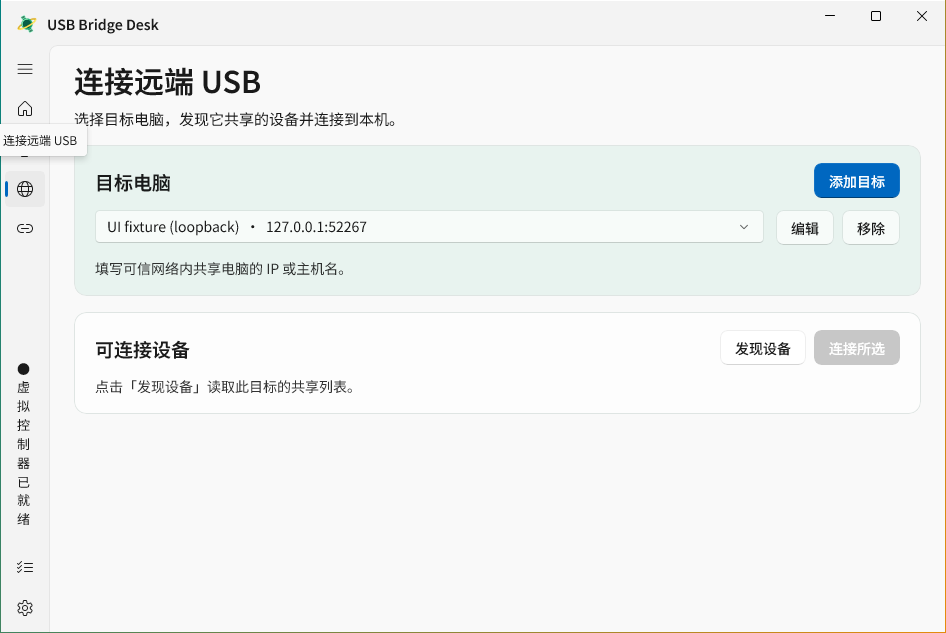 USB Bridge Desk
连接远端 USB
选择目标电脑，发现它共享的设备并连接到本机。
连接远端 USB
目标电脑
添加目标
UI fixture (loopback) • 127.0.0.1:52267
编辑
移除
填写可信网络内共享电脑的 IP 或主机名。
可连接设备
发现设备
连接所选
点击「发现设备」读取此目标的共享列表。
虚
拟
控
制
器
已
就
绪